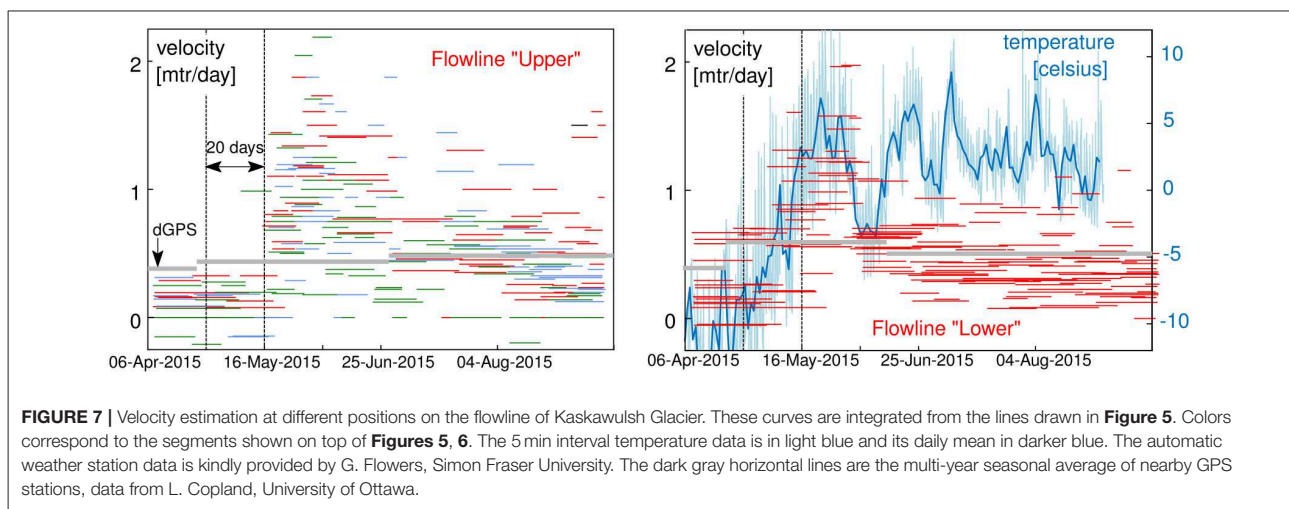 velocity
[mtr/day]
Flowline "Upper"
2
20 days
1
dGPS
0
06-Apr-2015 16-May-2015 25-Jun-2015 04-Aug-2015
velocity
[mtr/day]
temperature
[celsius]
10
2
5
1
0
-5
0
-10
Flowline "Lower"
06-Apr-2015 16-May-2015 25-Jun-2015 04-Aug-2015
FIGURE 7 | Velocity estimation at different positions on the flowline of Kaskawulsh Glacier. These curves are integrated from the lines drawn in Figure 5. Colors
correspond to the segments shown on top of Figures 5, 6. The 5 min interval temperature data is in light blue and its daily mean in darker blue. The automatic
weather station data is kindly provided by G. Flowers, Simon Fraser University. The dark gray horizontal lines are the multi-year seasonal average of nearby GPS
stations, data from L. Copland, University of Ottawa.